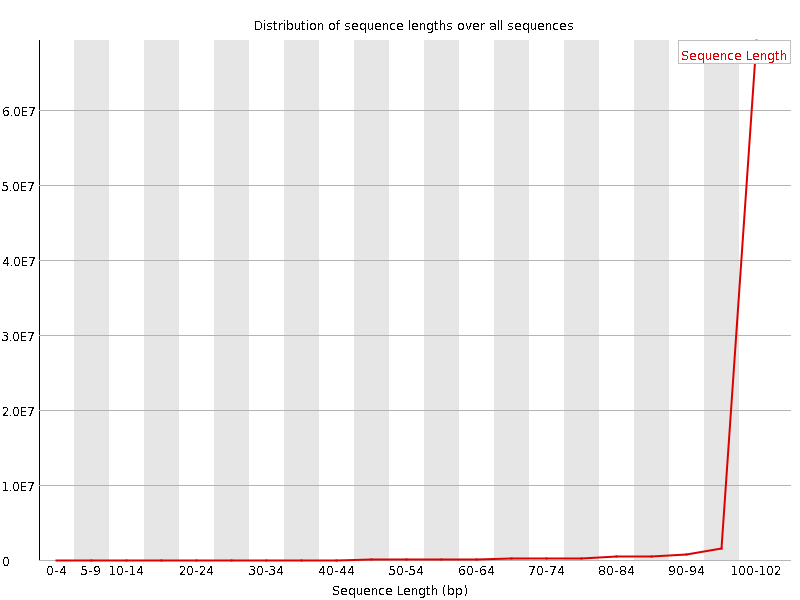 Distribution of sequence lengths over all sequences
Sequence Length
6.0E7
5.0E7
4.0E7
3.0E7
2.0E7
1.0E7
0
0-4 5-9 10-14 20-24 30-34 40-44 50-54 60-64 70-74 80-84 90-94 100-102
Sequence Length (bp)